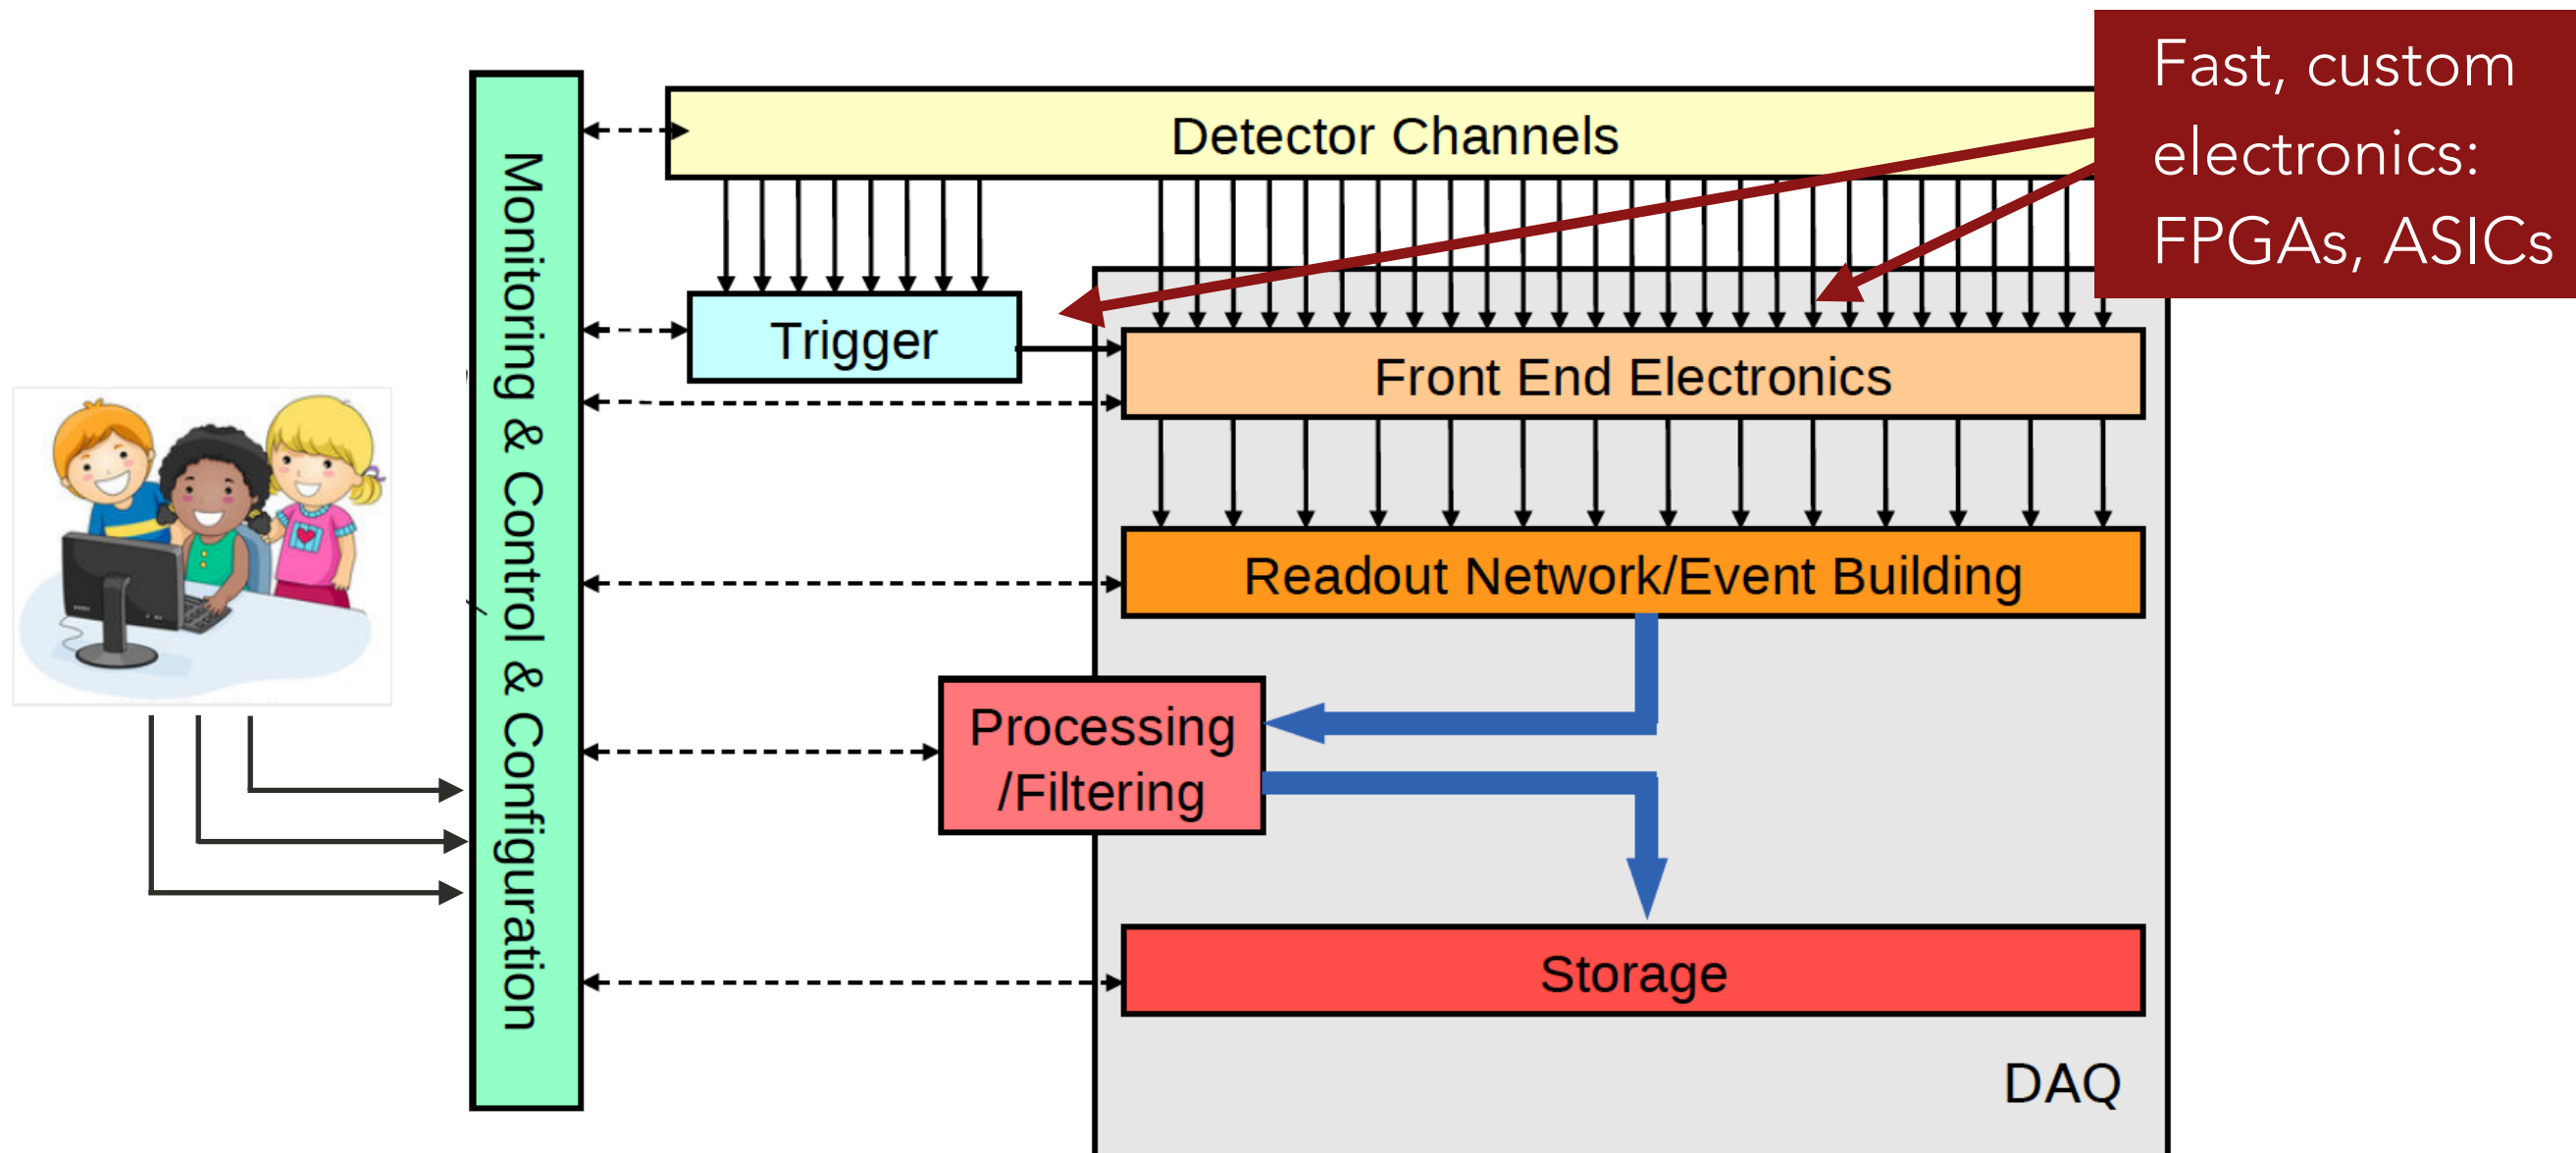 Fast, custom
electronics:
FPGAs, ASICs
Detector Channels
Monitoring & Control & Configuration
Trigger
Front End Electronics
Readout Network/Event Building
Processing
/Filtering
Storage
DAQ